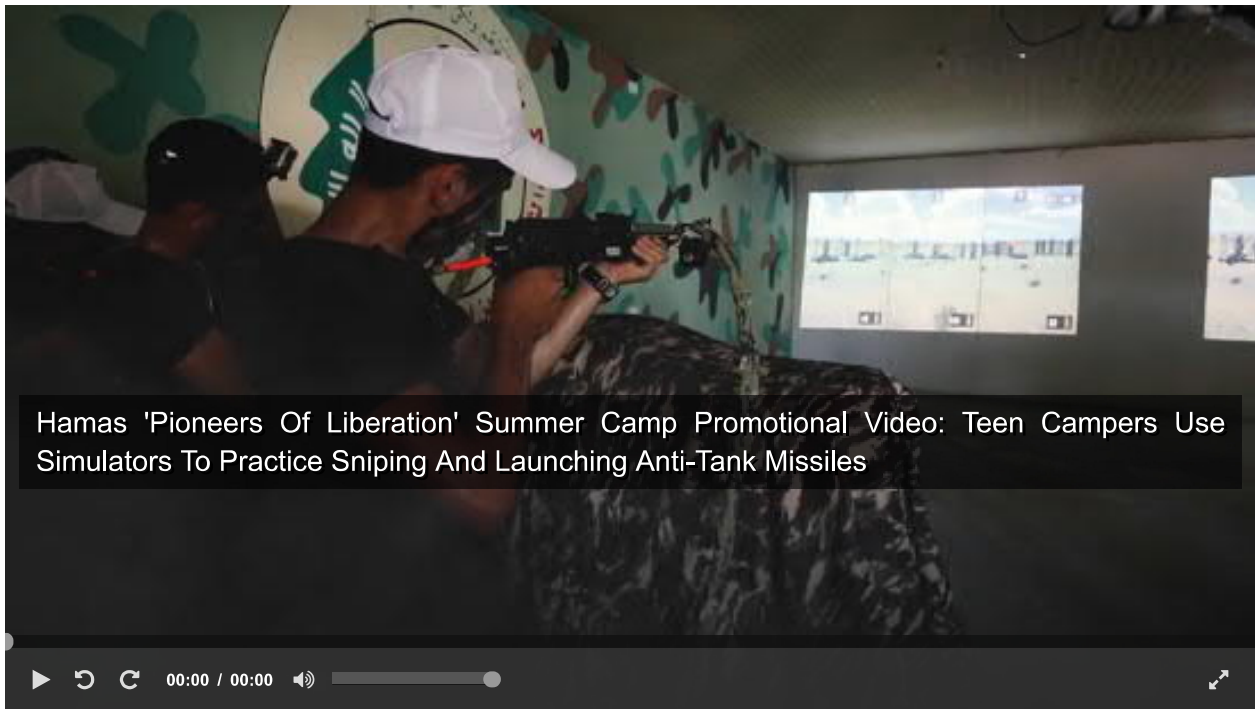 Hamas 'Pioneers Of Liberation' Summer Camp Promotional Video: Teen Campers Use
Simulators To Practice Sniping And Launching Anti-Tank Missiles
00:00 / 00:00